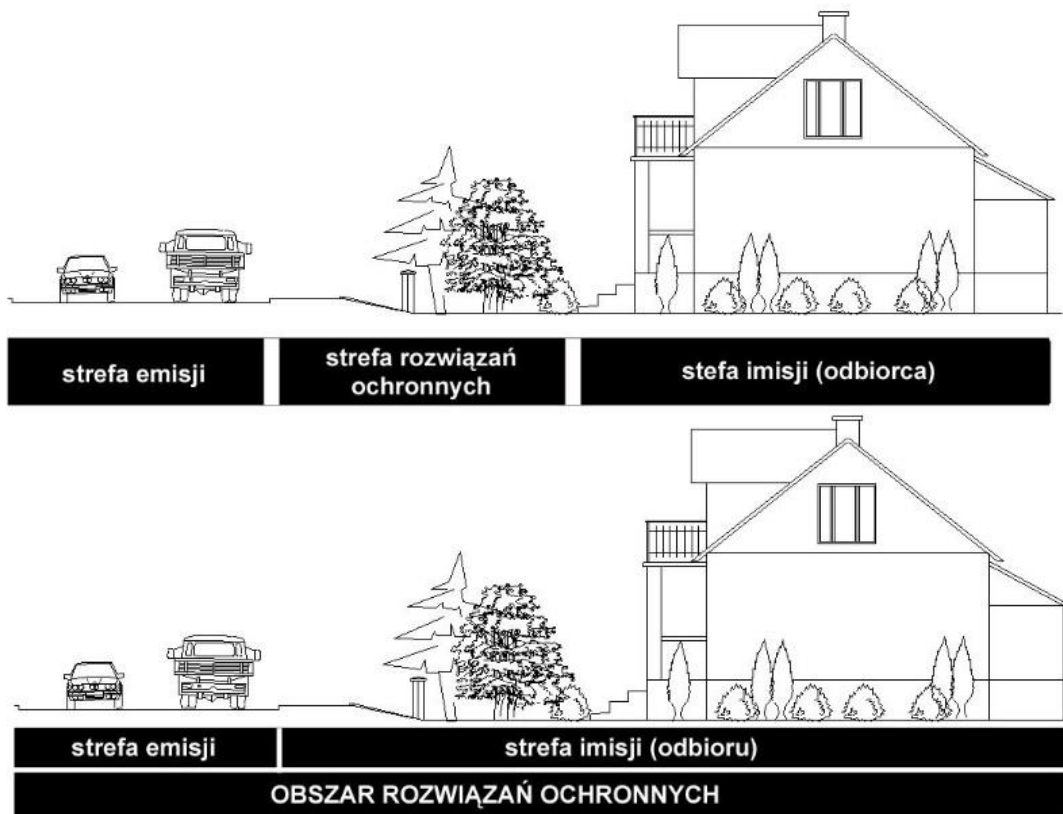 strefa emisji
strefa rozwiązań
ochronnych
stefa imisji (odbiorca)
strefa emisji
strefa imisji (odbioru)
OBSZAR ROZWIĄZAŃ OCHRONNYCH